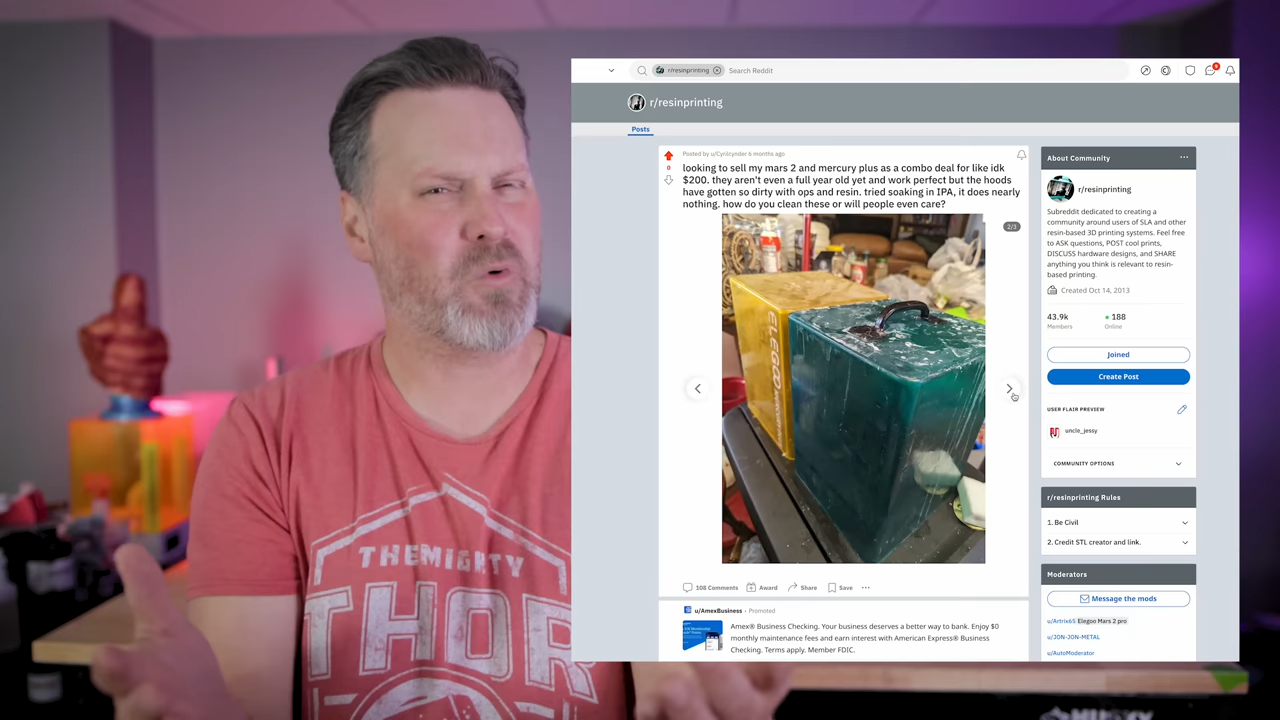 r/resinprinting
Search Reddit
9
r/resinprinting
Posts
Posted by u/Cyrilcynder 6 months ago
0
looking to sell my mars 2 and mercury plus as a combo deal for like idk
$200. they aren't even a full year old yet and work perfect but the hoods
have gotten so dirty with ops and resin. tried soaking in IPA, it does nearly
nothing. how do you clean these or will people even care?
2/3
ELEGOO
108 Comments
Award
Share
Save
u/AmexBusiness • Promoted
Amex® Business Checking. Your business deserves a better way to bank. Enjoy $0
monthly maintenance fees and earn interest with American Express® Business
Checking. Terms apply. Member FDIC.
About Community
r/resinprinting
Subreddit dedicated to creating a
community around users of SLA and other
resin-based 3D printing systems. Feel free
to ASK questions, POST cool prints,
DISCUSS hardware designs, and SHARE
anything you think is relevant to resin-
based printing.
Created Oct 14, 2013
43.9k
188
Members
Online
Joined
Create Post
USER FLAIR PREVIEW
uncle_jessy
COMMUNITY OPTIONS
r/resinprinting Rules
1. Be Civil
2. Credit STL creator and link.
Moderators
Message the mods
u/Artrix65 Elegoo Mars 2 pro
u/JON-JON-METAL
u/AutoModerator
THE MIGHTY
THOR